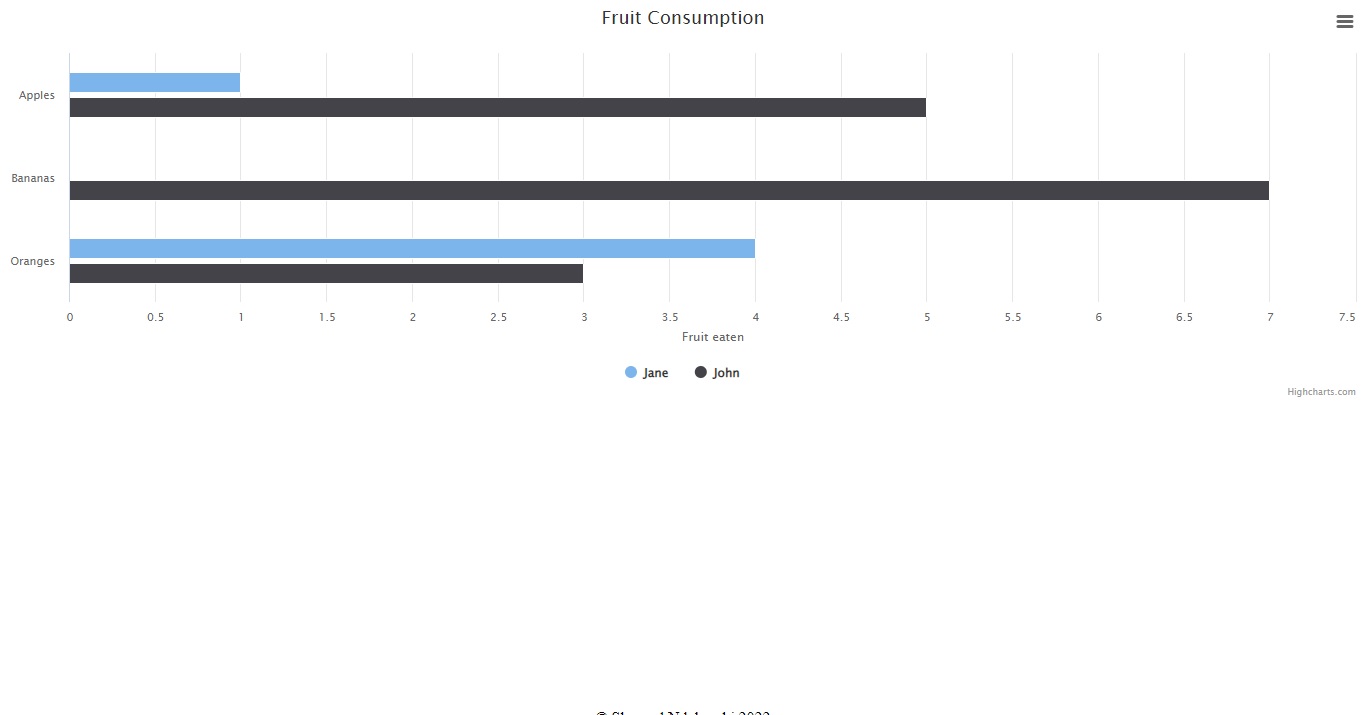 Fruit Consumption
Apples
Bananas
Oranges
0 0.5 1 1.5 2 2.5 3 3.5 4 4.5 5 5.5 6 6.5 7 7.5
Fruit eaten
Jane John
Highcharts.com
© 2022